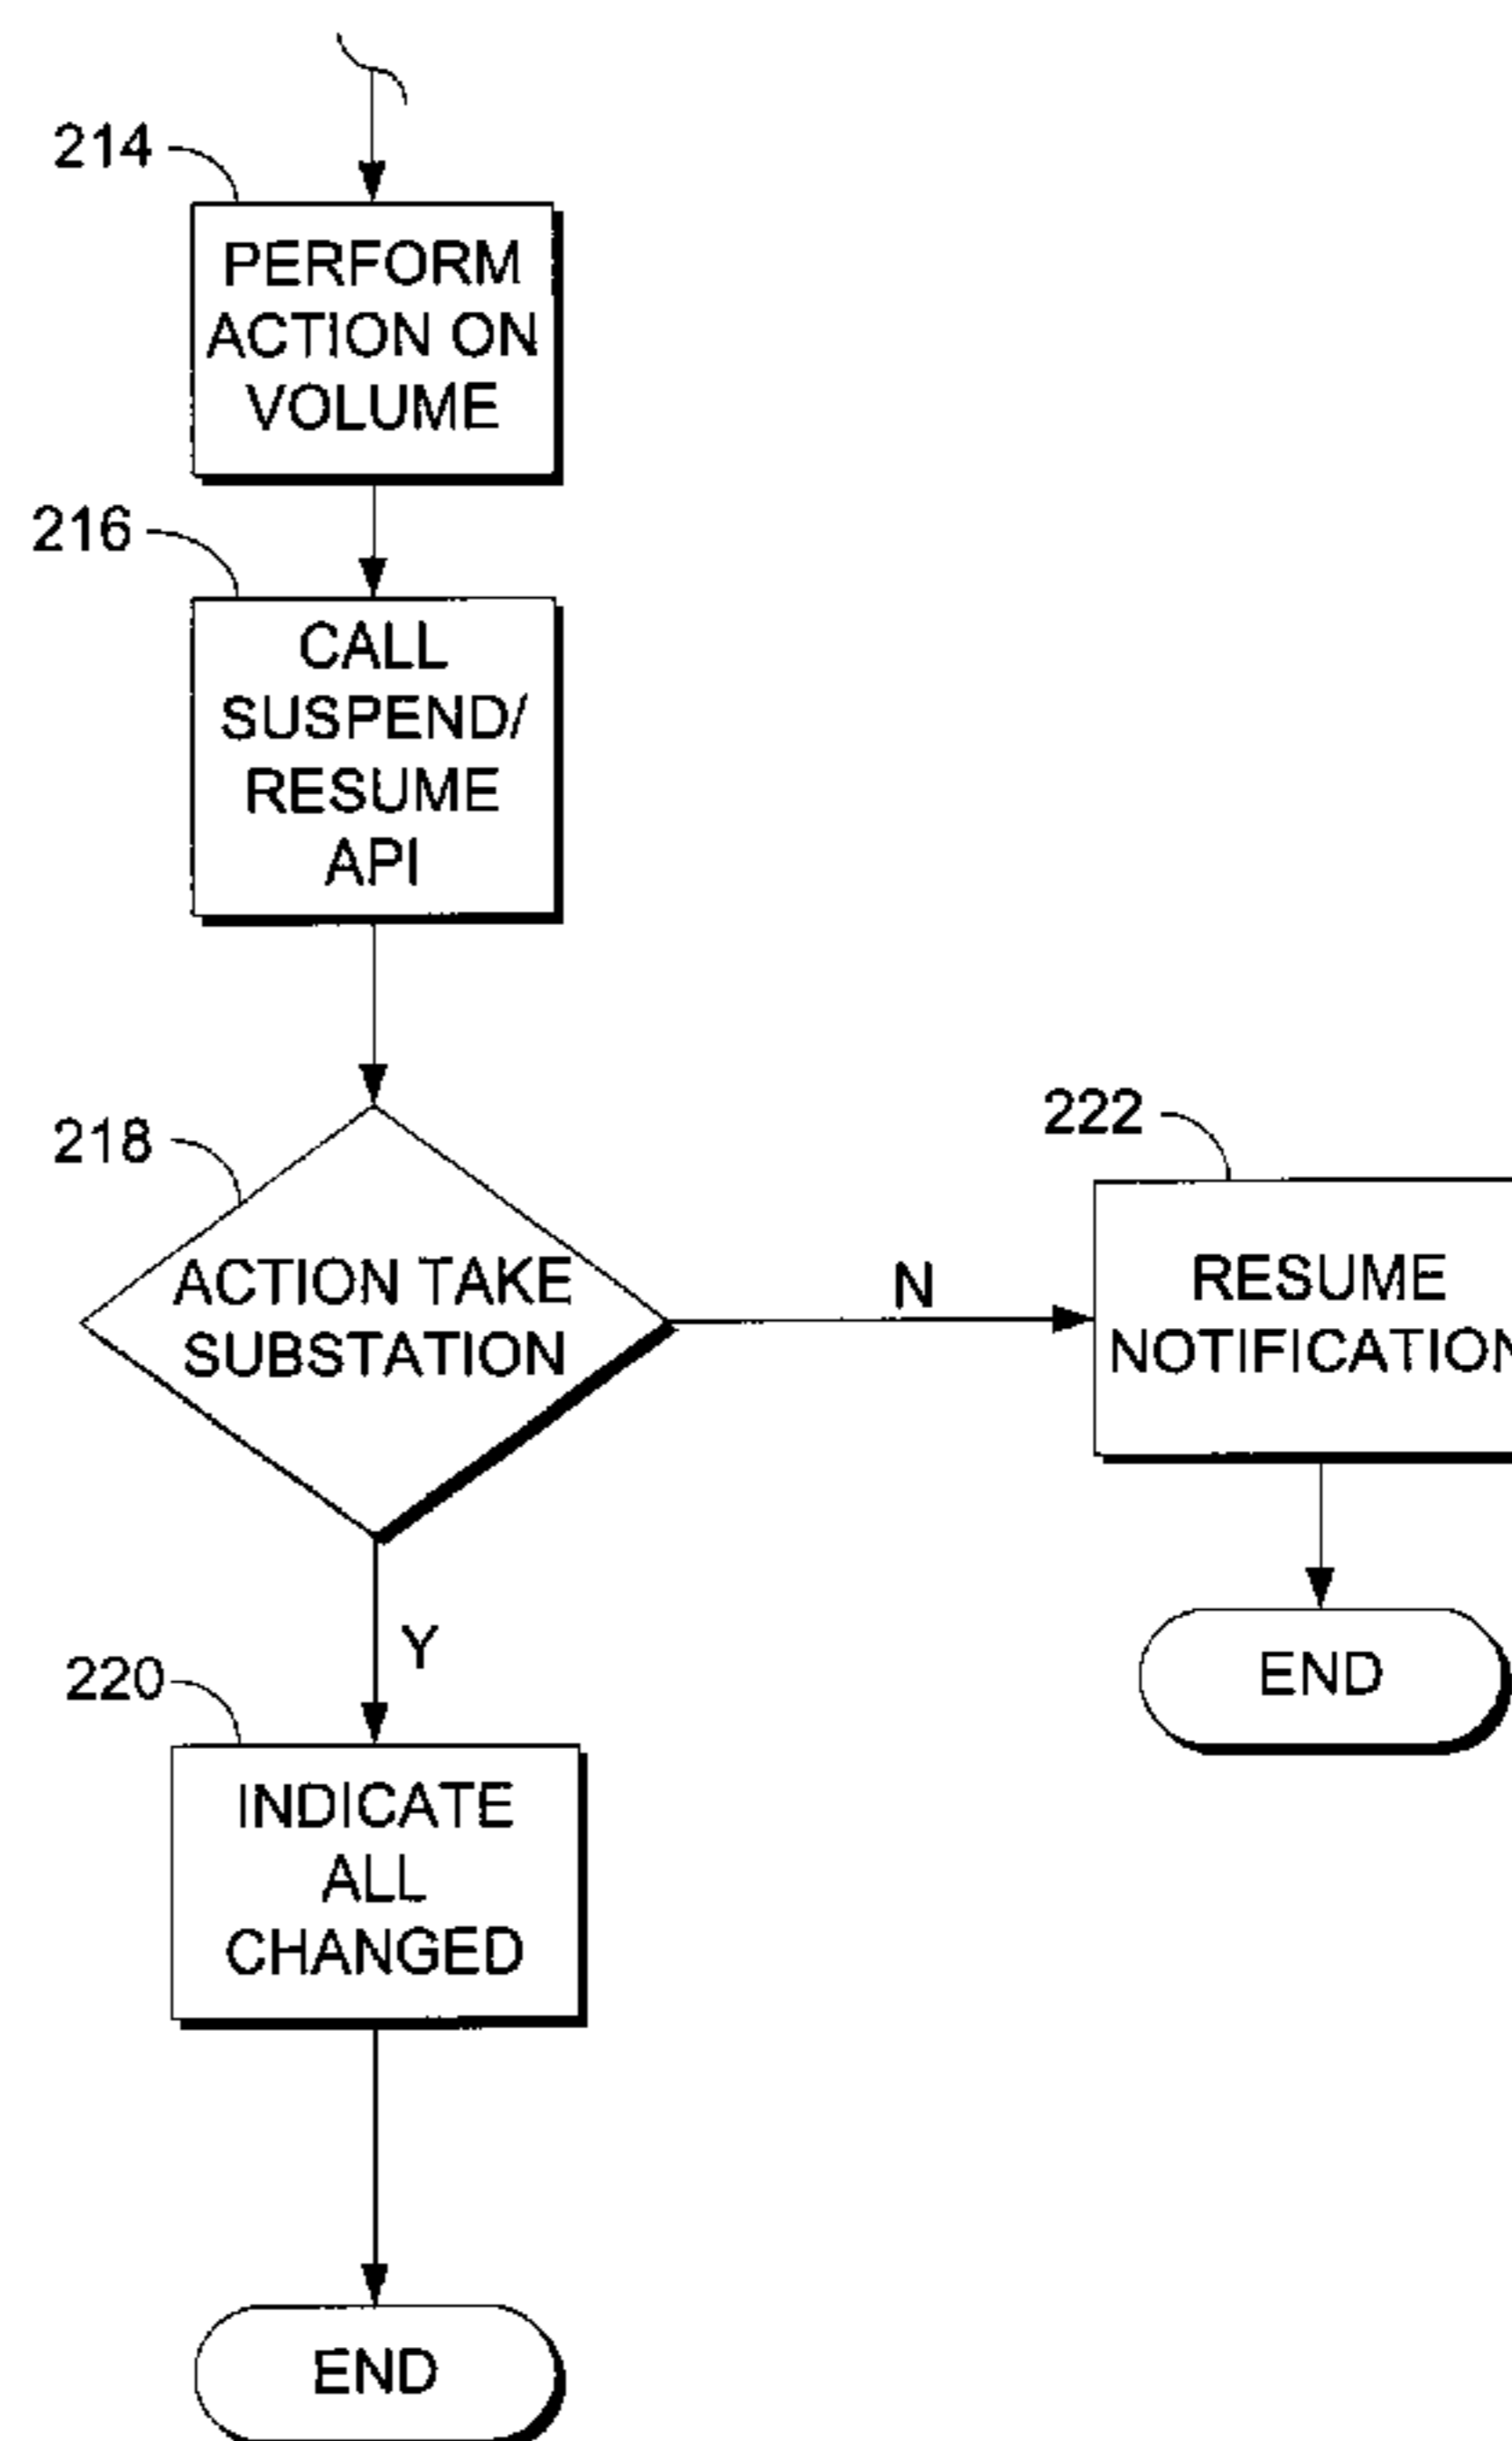 214
PERFORM
ACTION ON
VOLUME
216
CALL
SUSPEND/
RESUME
API
218
ACTION TAKE
SUBSTATION
N
222
RESUME
NOTIFICATION
END
Y
220
INDICATE
ALL
CHANGED
END